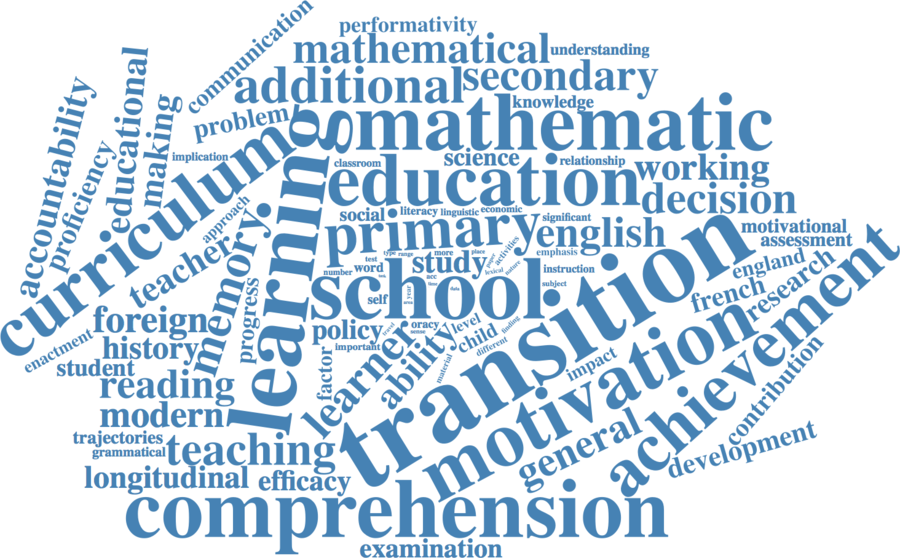 communication
performativity
mathematical
understanding
additional
secondary
accountability
educational
making
problem
knowledge
mathematic
proficiency
curriculum
learning
implication
classroom
science
relationship
working
education
decision
approach
social
literacy
linguistic
economic
significant
primary
english
motivational
assessment
teacher
memory
test
type
range
more
place
activities
emphasis
study
number
word
lexical
instruction
england
french
research
progress
school
self
year
data
subject
transition
achievement
foreign
history
enactment
student
policy
oracy
sense
level
child
finding
important
different
learner
ability
material
factor
impact
motivation
contribution
reading
modern
trajectories
grammatical
teaching
general
development
longitudinal
efficacy
comprehension
examination